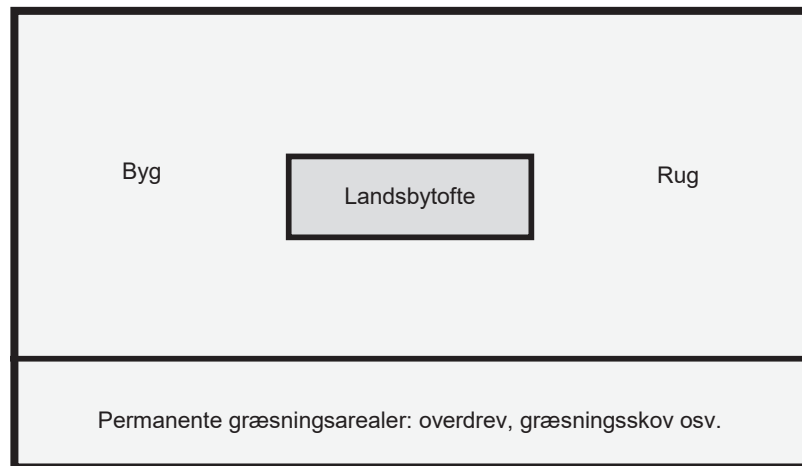 Byg
Rug
Landsbytofte
Permanente græsningsarealer: overdrev, græsningsskov osv.